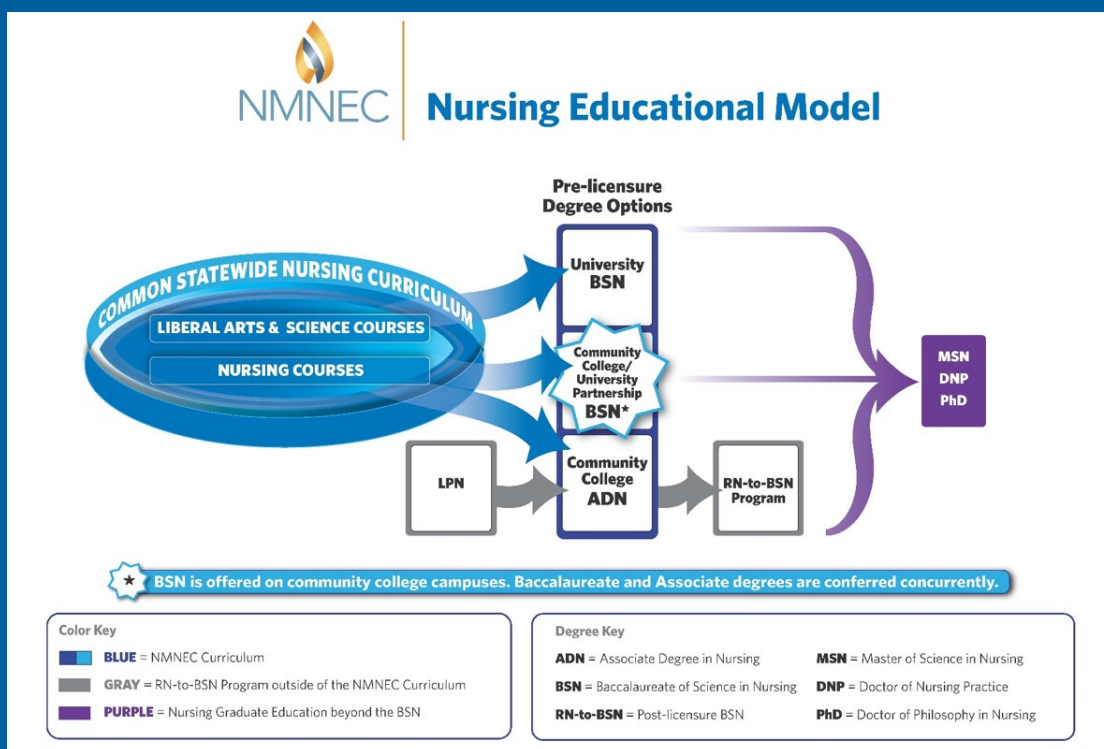 NMNEC
Nursing Educational Model
Pre-licensure
Degree Options
COMMON STATEWIDE NURSING CURRICULUM
LIBERAL ARTS & SCIENCE COURSES
NURSING COURSES
University
BSN
Community
College/
University
Partnership
BSN*
Community
College
ADN
LPN
RN-to-BSN
Program
MSN
DNP
PhD
★ BSN is offered on community college campuses. Baccalaureate and Associate degrees are conferred concurrently.
Color Key
BLUE = NMNEC Curriculum
GRAY = RN-to-BSN Program outside of the NMNEC Curriculum
PURPLE = Nursing Graduate Education beyond the BSN
Degree Key
ADN = Associate Degree in Nursing
BSN = Baccalaureate of Science in Nursing
RN-to-BSN = Post-licensure BSN
MSN = Master of Science in Nursing
DNP = Doctor of Nursing Practice
PhD = Doctor of Philosophy in Nursing